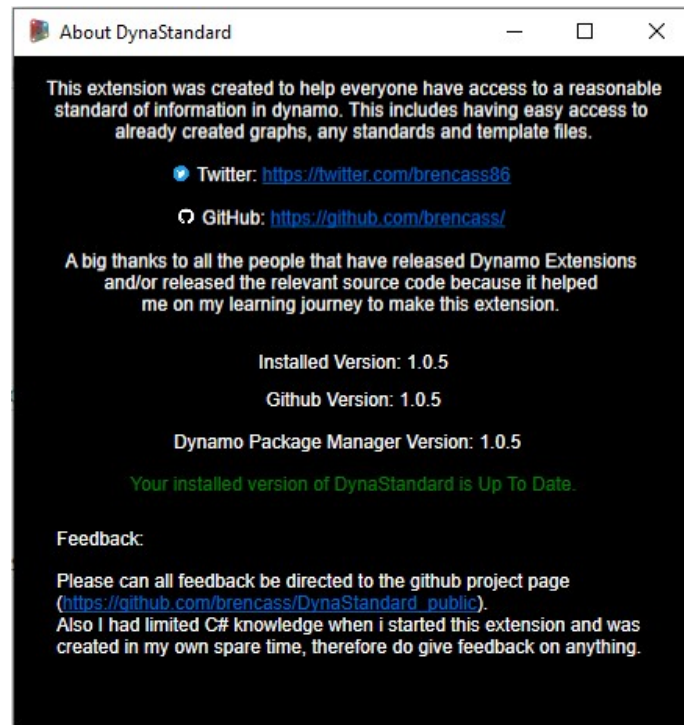 About DynaStandard
This extension was created to help everyone have access to a reasonable
standard of information in dynamo. This includes having easy access to
already created graphs, any standards and template files.
Twitter: https://twitter.com/brencass86
GitHub: https://github.com/brencass/
A big thanks to all the people that have released Dynamo Extensions
and/or released the relevant source code because it helped
me on my learning journey to make this extension.
Installed Version: 1.0.5
Github Version: 1.0.5
Dynamo Package Manager Version: 1.0.5
Your installed version of DynaStandard is Up To Date.
Feedback:
Please can all feedback be directed to the github project page
(https://github.com/brencass/DynaStandard_public).
Also I had limited C# knowledge when i started this extension and was
created in my own spare time, therefore do give feedback on anything.